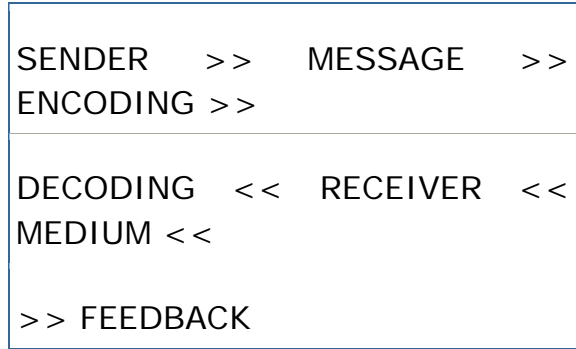 SENDER >> MESSAGE >>
ENCODING >>
DECODING << RECEIVER <<
MEDIUM <<
>> FEEDBACK